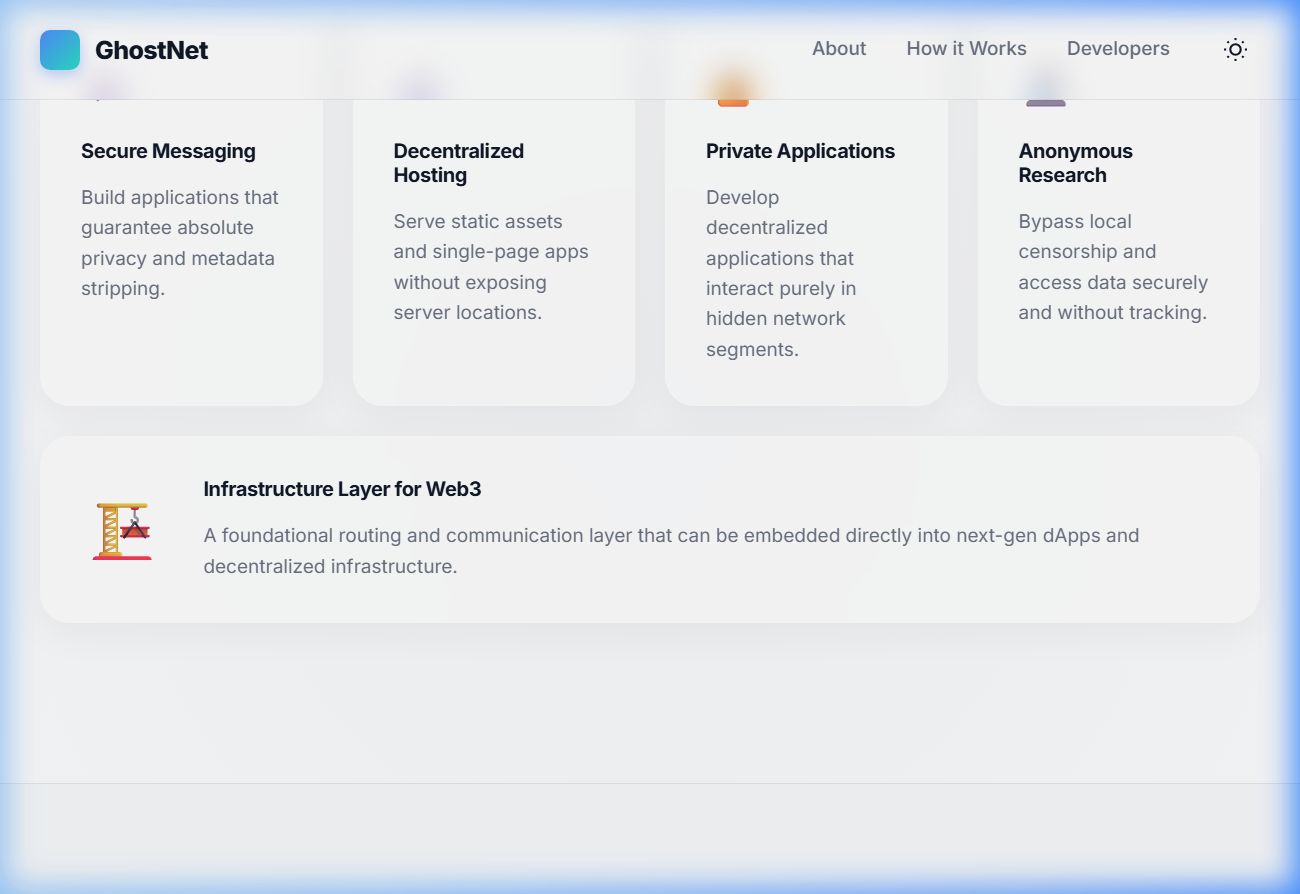 GhostNet
About
How it Works
Developers
Secure Messaging
Build applications that
guarantee absolute
privacy and metadata
stripping.
Decentralized
Hosting
Serve static assets
and single-page apps
without exposing
server locations.
Private Applications
Develop
decentralized
applications that
interact purely in
hidden network
segments.
Anonymous
Research
Bypass local
censorship and
access data securely
and without tracking.
Infrastructure Layer for Web3
A foundational routing and communication layer that can be embedded directly into next-gen dApps and
decentralized infrastructure.